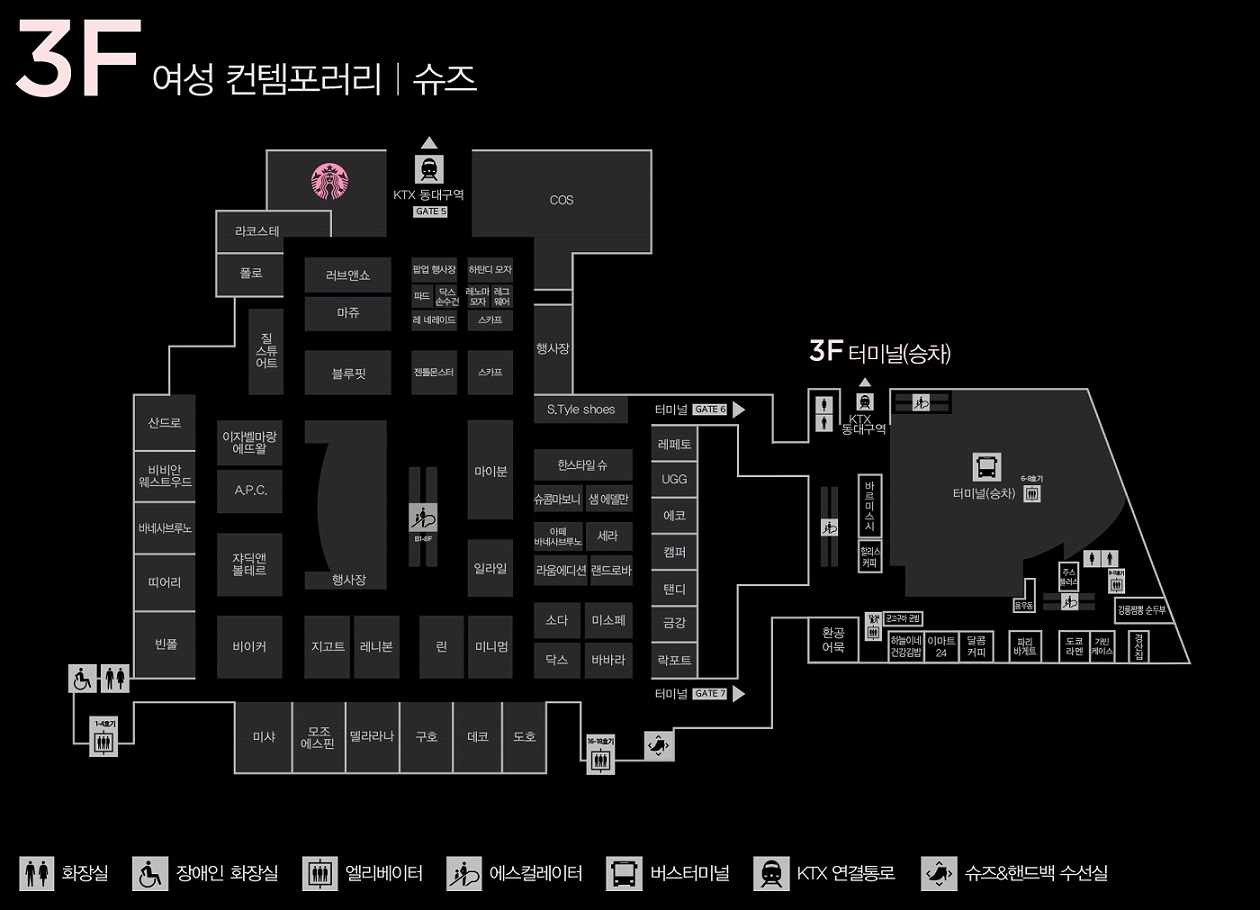 3F 여성 컨템포러리 | 슈즈
KTX 동대구역
GATE 5
COS
라코스테
폴로
러브앤쇼
마쥬
블루핏
팝업 행사장
하탄디 모자
파드
닥스
손수건
레노마
모자
레그
웨어
레 네레이드
스카프
젠틀몬스터
스카프
질
스튜
어트
행사장
S.Tyle shoes
터미널 GATE 6
산드로
비비안
웨스트우드
바네사브루노
띠어리
빈폴
이자벨마랑
에뜨왈
A.P.C.
쟈딕앤
볼테르
비이커
행사장
B1-8F
마이분
일라일
지고트
레니본
린
미니멈
한스타일 슈
슈콤마보니
샘 에델만
아떼
바네사브루노
세라
라움에디션
랜드로바
소다
미소페
닥스
바바라
레페토
UGG
에코
캠퍼
탠디
금강
락포트
터미널 GATE 7
1-4호기
미샤
모조
에스핀
델라라나
구호
데코
도호
16-18호기
3F 터미널(승차)
KTX
동대구역
터미널(승차)
6-8호기
바르미스시
할리스
커피
주스
플러스
용우동
강릉짬뽕 순두부
군고구마 군밤
환공
어묵
하늘이네
건강김밥
이마트
24
달콤
커피
파리
바게트
도쿄
라멘
가빈
케이스
경산집
화장실
장애인 화장실
엘리베이터
에스컬레이터
버스터미널
KTX 연결통로
슈즈&핸드백 수선실